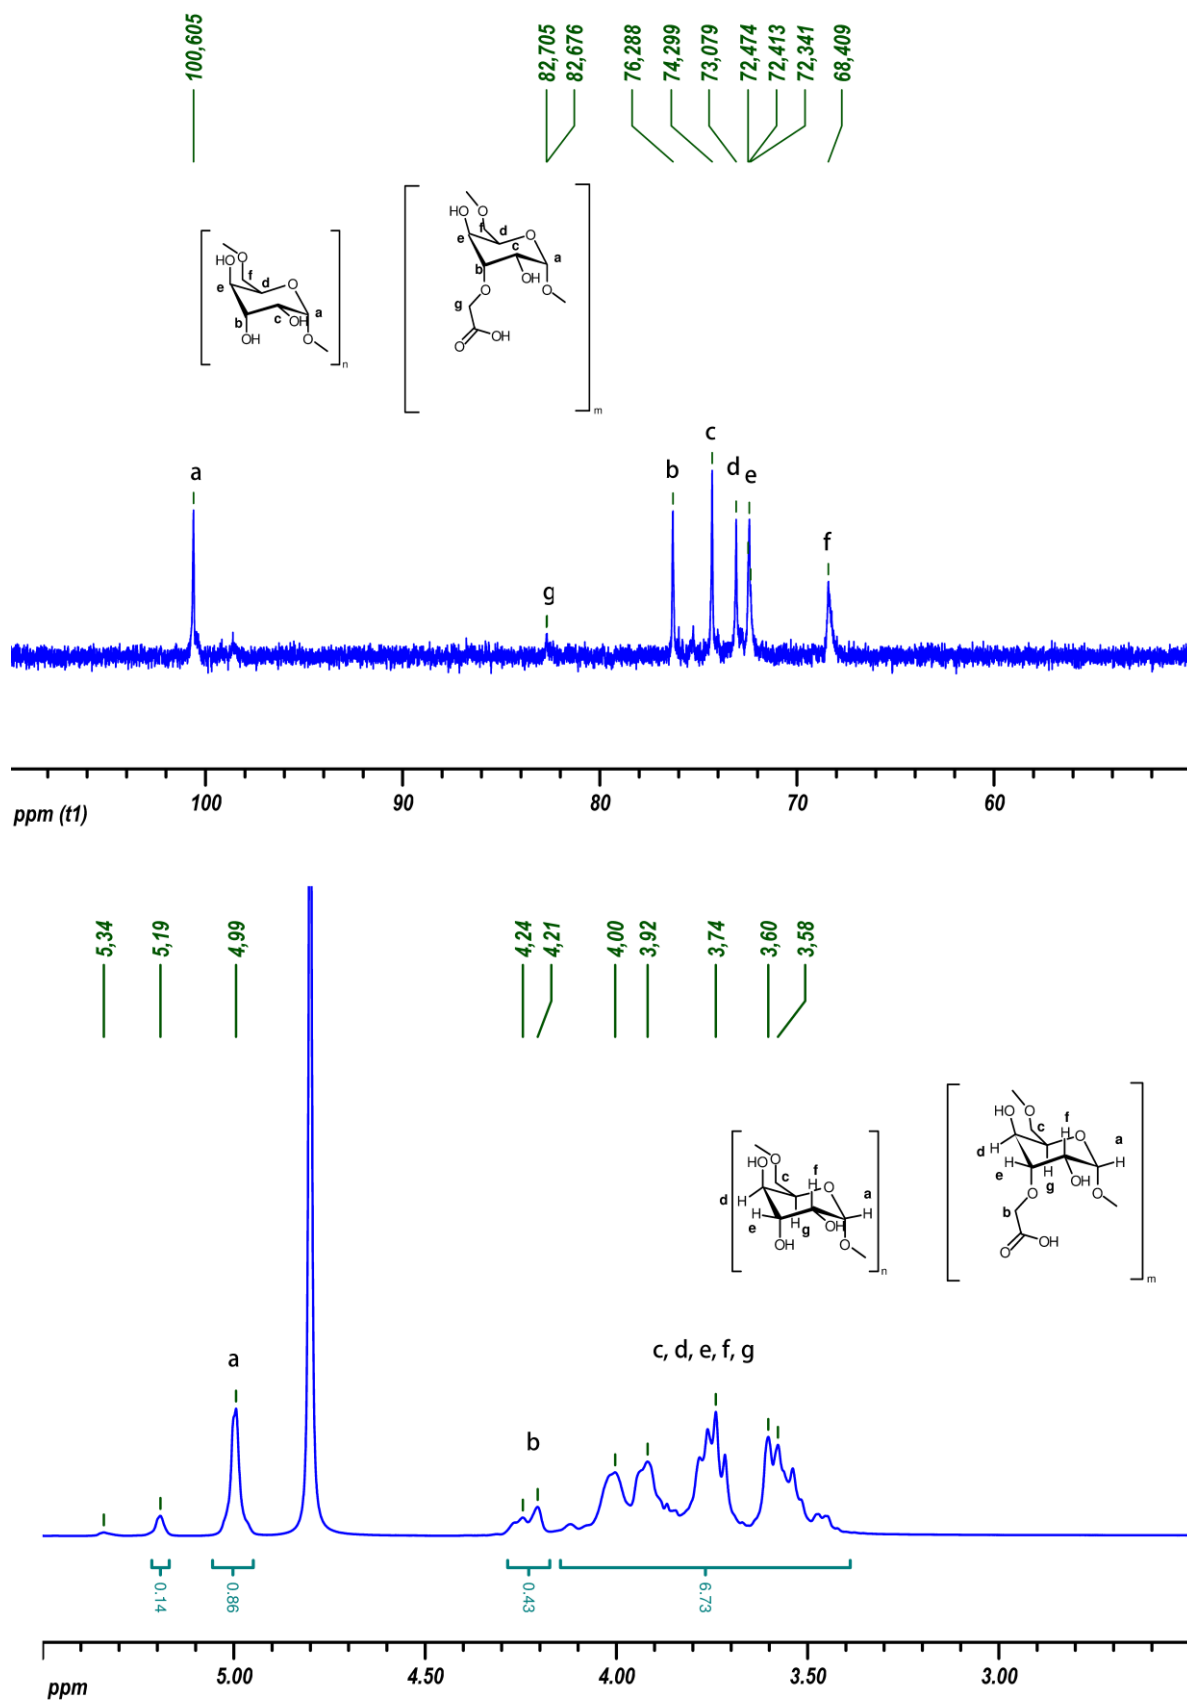 100,605 82,705 82,676 76,288 74,299 73,079 72,474 72,413 72,341 68,409
HO O f d O e c a b OH O g O O OH m
HO O f d O e c a b OH OH O n
a g b c d e f
100 90 80 70 60
ppm (t1)
5,34 5,19 4,99 4,24 4,21 4,00 3,92 3,74 3,60 3,58
HO O f H c O a d H H H e g OH O b O O OH m
HO O f c H O a d H H H H e g OH OH O n
a
b
c, d, e, f, g
0.14 0.86 0.43 6.73
5.00 4.50 4.00 3.50 3.00
ppm